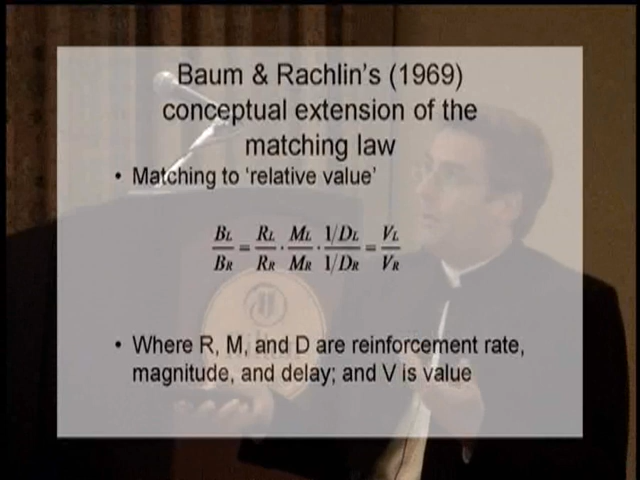 Baum & Rachlin's (1969)
conceptual extension of the
matching law
• Matching to 'relative value'
BL/BR = RL/RR · ML/MR · 1/DL / 1/DR = VL/VR
• Where R, M, and D are reinforcement rate,
magnitude, and delay; and V is value